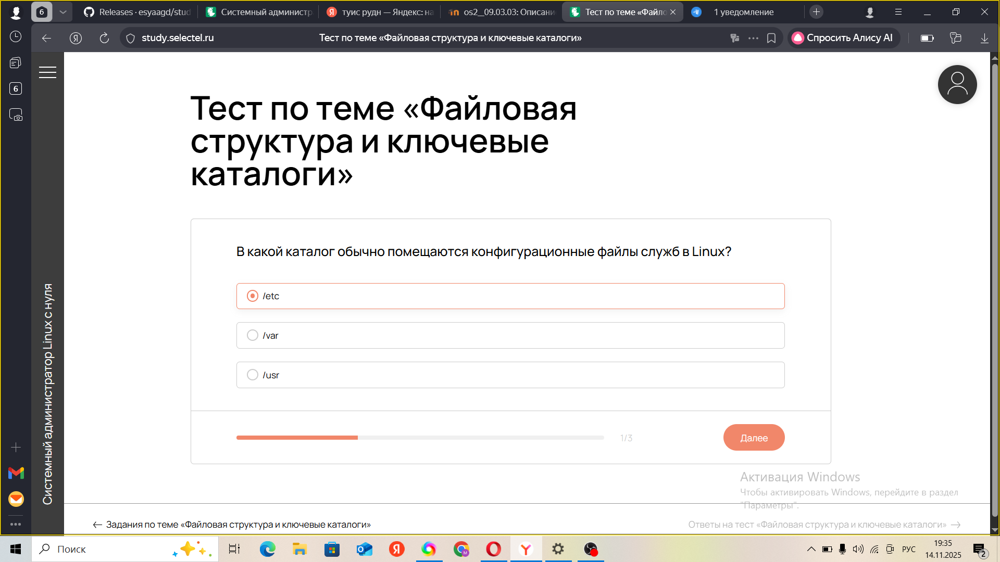 6
Releases · esyaagd/stud
Системный администр
туис рудн — Яндекс: на
os2__09.03.03: Описани
Тест по теме «Файло
1 уведомление
study.selectel.ru
Тест по теме «Файловая структура и ключевые каталоги»
Спросить Алису AI
6
Системный администратор Linux с нуля
Тест по теме «Файловая
структура и ключевые
каталоги»
В какой каталог обычно помещаются конфигурационные файлы служб в Linux?
/etc
/var
/usr
1/3
Далее
Активация Windows
Чтобы активировать Windows, перейдите в раздел
"Параметры".
← Задания по теме «Файловая структура и ключевые каталоги»
Ответы на тест «Файловая структура и ключевые каталоги» →
Поиск
РУС
19:35
14.11.2025
2